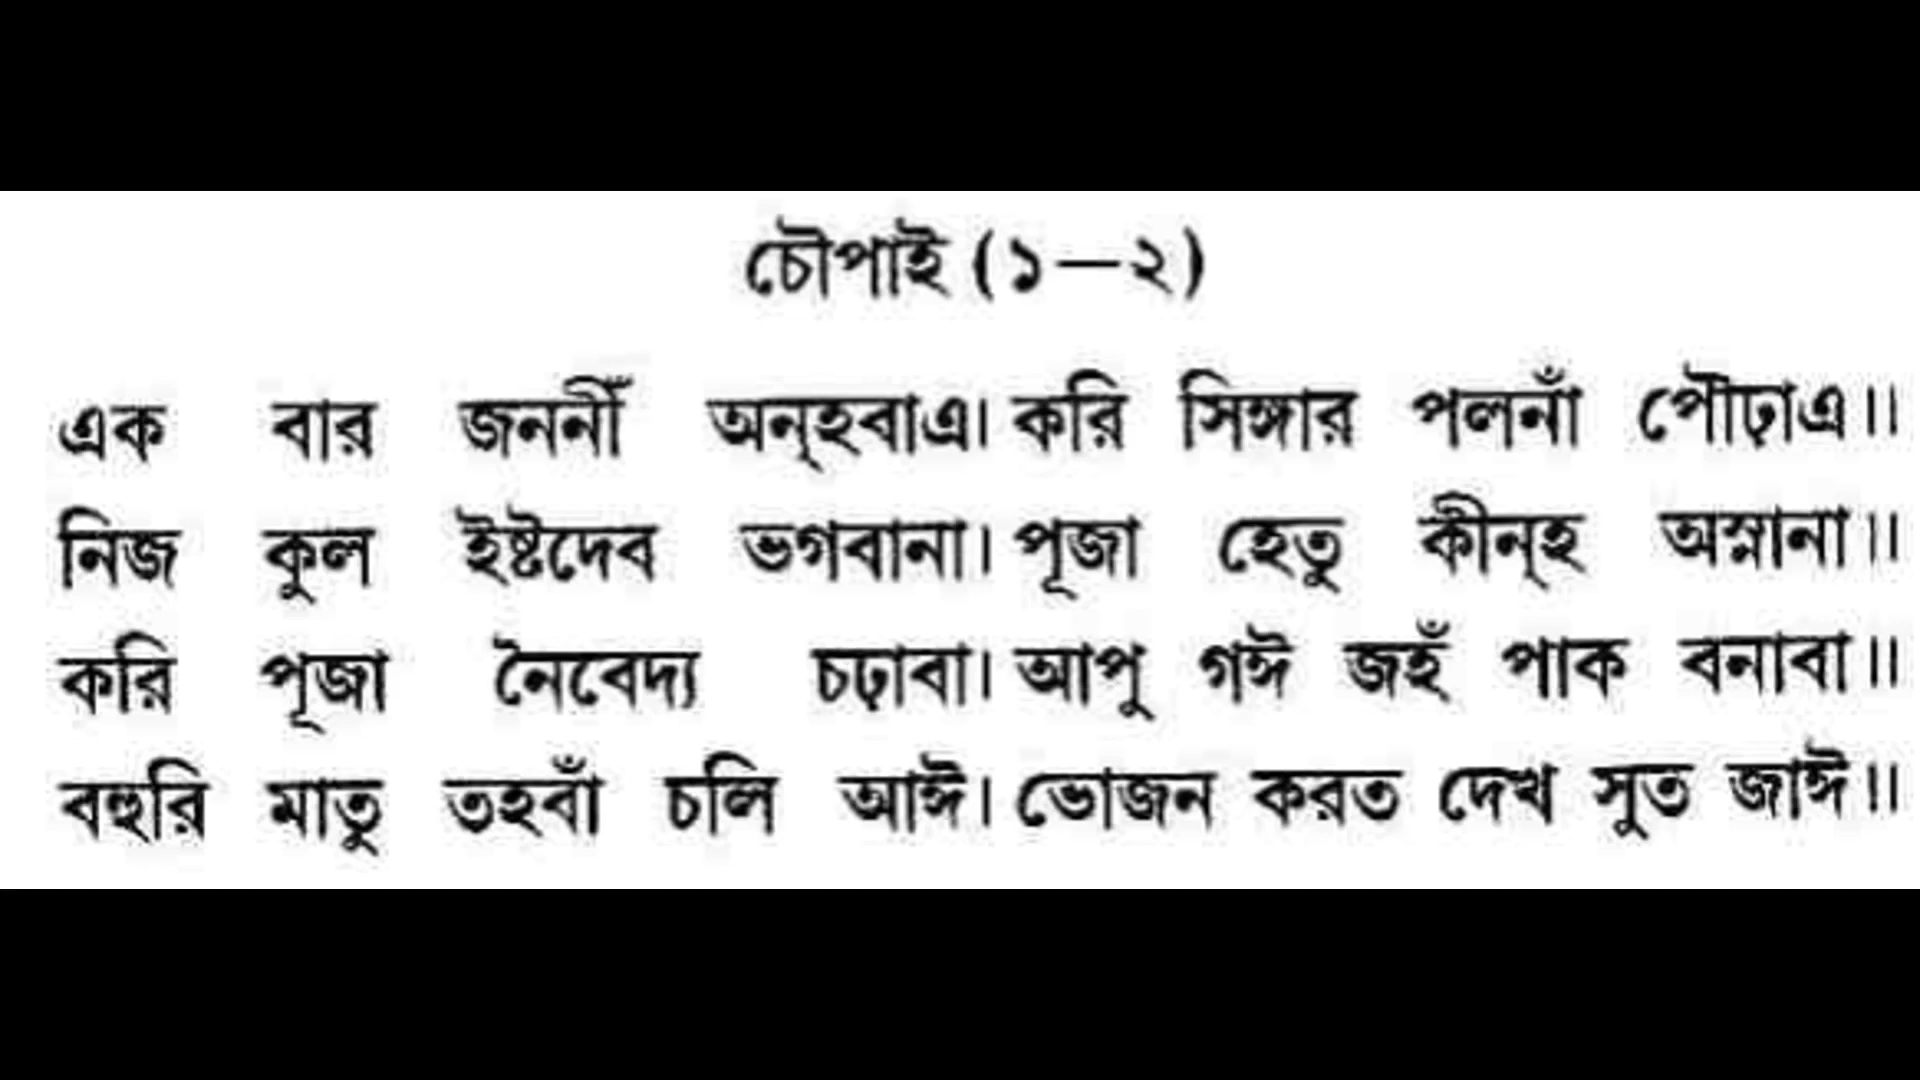 চৌপাই (১—২)
এক বার জননীঁ অন্‌হবাএ। করি সিঙ্গার পলনাঁ পৌঢ়াএ॥
নিজ কুল ইষ্টদেব ভগবানা। পূজা হেতু কীন্‌হ অস্নানা॥
করি পূজা নৈবেদ্য চঢ়াবা। আপু গঈ জহঁ পাক বনাবা॥
বহুরি মাতু তহবাঁ চলি আঈ। ভোজন করত দেখ সুত জাঈ॥